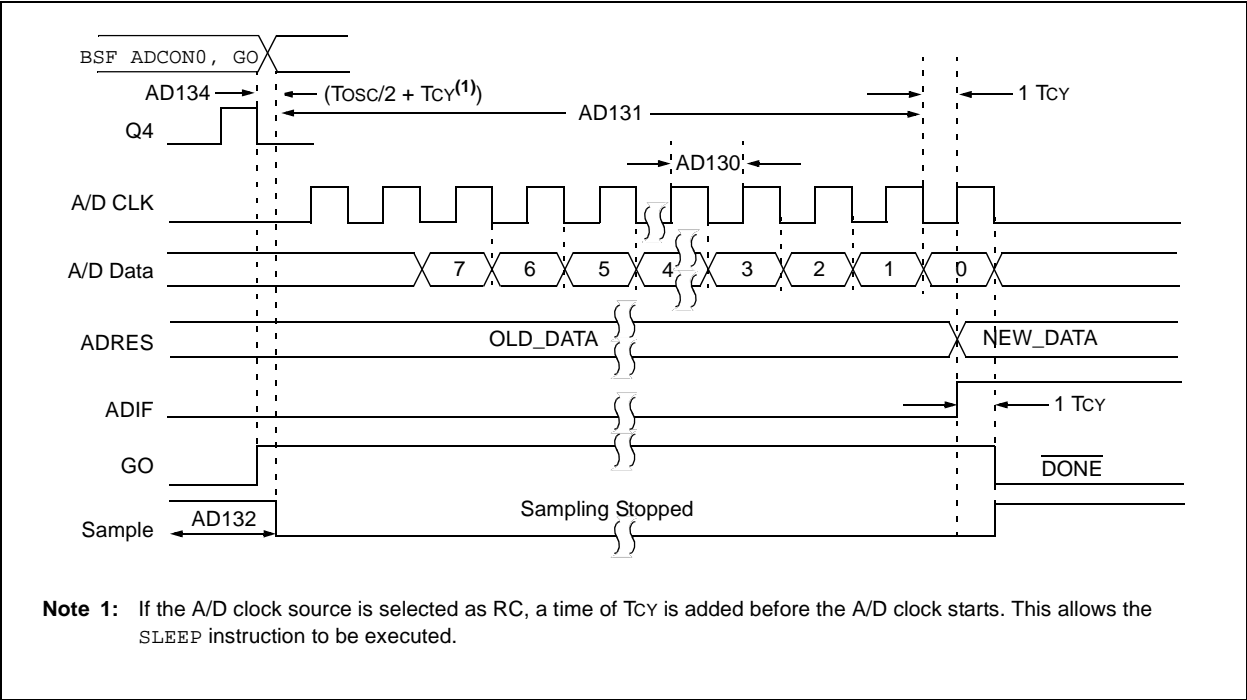 BSF ADCON0, GO
AD134
(TOSC/2 + TCY(1))
AD131
1 TCY
Q4
AD130
A/D CLK
A/D Data
7
6
5
4
3
2
1
0
ADRES
OLD_DATA
NEW_DATA
ADIF
1 TCY
GO
DONE
Sample
AD132
Sampling Stopped
Note 1: If the A/D clock source is selected as RC, a time of TCY is added before the A/D clock starts. This allows the
SLEEP instruction to be executed.